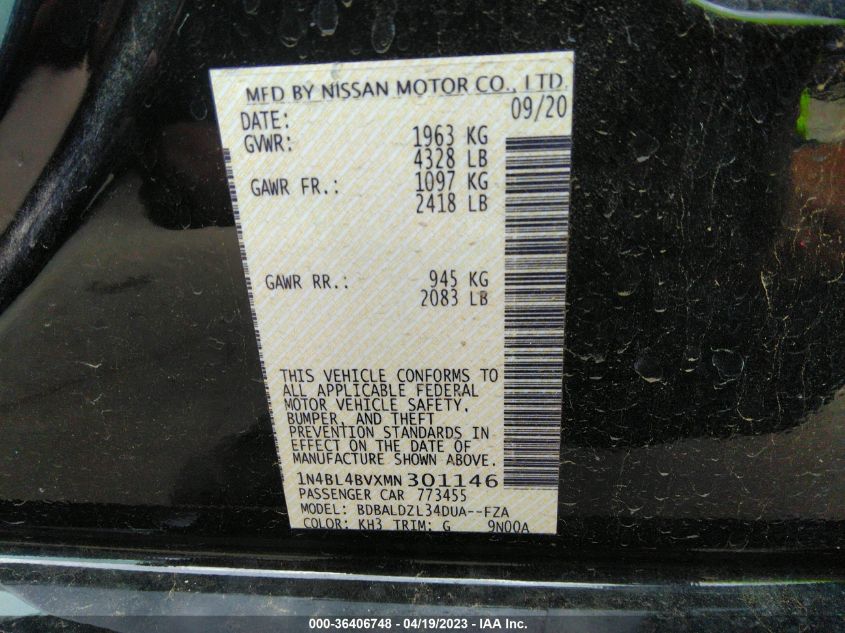 MFD BY NISSAN MOTOR CO., LTD.
DATE: 09/20
GVWR: 1963 KG
4328 LB
GAWR FR.: 1097 KG
2418 LB
GAWR RR.: 945 KG
2083 LB
THIS VEHICLE CONFORMS TO
ALL APPLICABLE FEDERAL
MOTOR VEHICLE SAFETY,
BUMPER, AND THEFT
PREVENTION STANDARDS IN
EFFECT ON THE DATE OF
MANUFACTURE SHOWN ABOVE.
1N4BL4BVXMN301146
PASSENGER CAR 773455
MODEL: BDBALDZL34DUA--FZA
COLOR: KH3 TRIM: G 9N00A
000-36406748 - 04/19/2023 - IAA Inc.